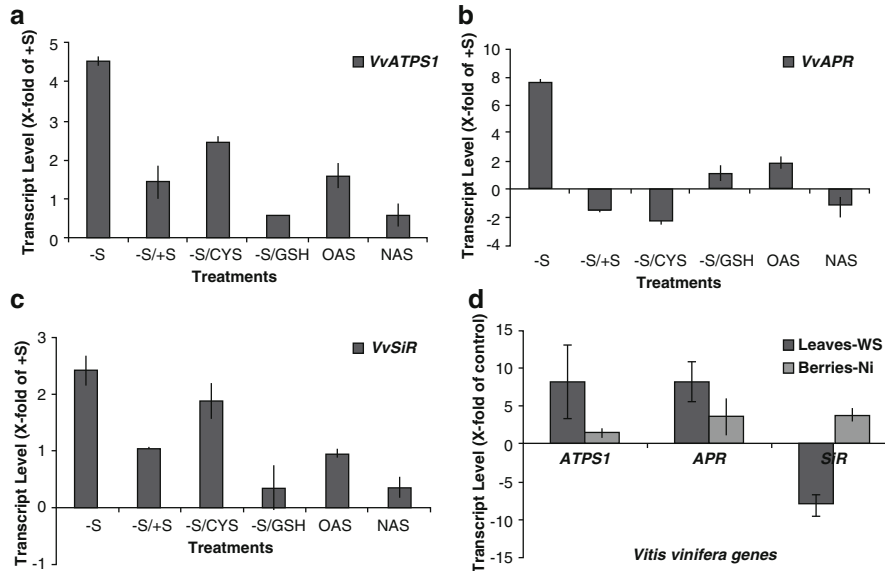 a
Transcript Level (X-fold of +S)
5
4
3
2
1
0
VvATPS1
-S -S/+S -S/CYS -S/GSH OAS NAS
Treatments
b
Transcript Level (X-fold of +S)
10
8
6
4
2
0
-2
-4
VvAPR
-S -S/+S -S/CYS -S/GSH OAS NAS
Treatments
c
Transcript Level (X-fold of +S)
3
2
1
0
-1
VvSiR
-S -S/+S -S/CYS -S/GSH OAS NAS
Treatments
d
Transcript Level (X-fold of control)
15
10
5
0
-5
-10
-15
Leaves-WS
Berries-Ni
ATPS1 APR SiR
Vitis vinifera genes